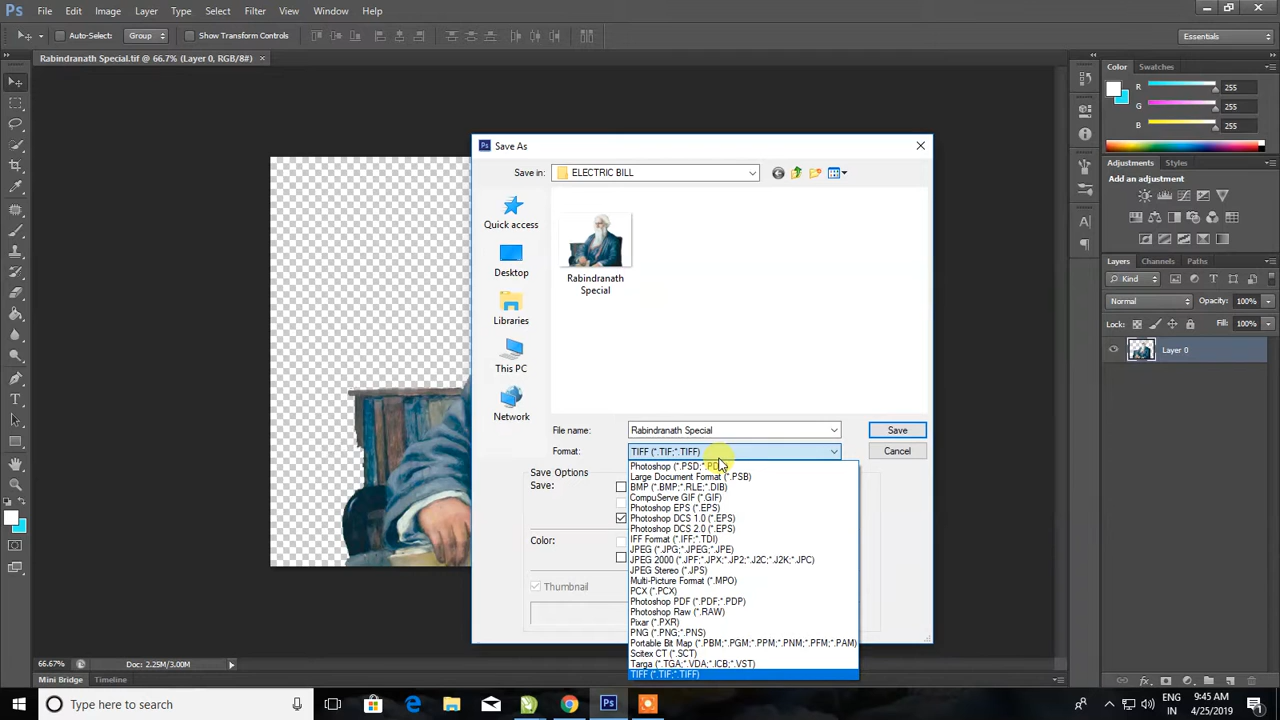 Ps File Edit Image Layer Type Select Filter View Window Help
Auto-Select: Group Show Transform Controls Essentials
Rabindranath Special.tif @ 66.7% (Layer 0, RGB/8#) ×
Color Swatches
R 255
G 255
B 255
Adjustments Styles
Add an adjustment
Layers Channels Paths
Kind
Normal Opacity: 100%
Lock: Fill: 100%
Layer 0
Ps Save As
Save in: ELECTRIC BILL
Quick access
Desktop
Libraries
This PC
Network
Rabindranath
Special
File name: Rabindranath Special Save
Format: TIFF (*.TIF;*.TIFF) Cancel
Save Options
Save:
Color:
Thumbnail
Photoshop (*.PSD;*.PD
Large Document Format (*.PSB)
BMP (*.BMP;*.RLE;*.DIB)
CompuServe GIF (*.GIF)
Photoshop EPS (*.EPS)
Photoshop DCS 1.0 (*.EPS)
Photoshop DCS 2.0 (*.EPS)
IFF Format (*.IFF;*.TDI)
JPEG (*.JPG;*.JPEG;*.JPE)
JPEG 2000 (*.JPF;*.JPX;*.JP2;*.J2C;*.J2K;*.JPC)
JPEG Stereo (*.JPS)
Multi-Picture Format (*.MPO)
PCX (*.PCX)
Photoshop PDF (*.PDF;*.PDP)
Photoshop Raw (*.RAW)
Pixar (*.PXR)
PNG (*.PNG;*.PNS)
Portable Bit Map (*.PBM;*.PGM;*.PPM;*.PNM;*.PFM;*.PAM)
Scitex CT (*.SCT)
Targa (*.TGA;*.VDA;*.ICB;*.VST)
TIFF (*.TIF;*.TIFF)
66.67% Doc: 2.25M/3.00M
Mini Bridge Timeline
Type here to search
Ps
ENG 9:45 AM
IN 4/25/2019